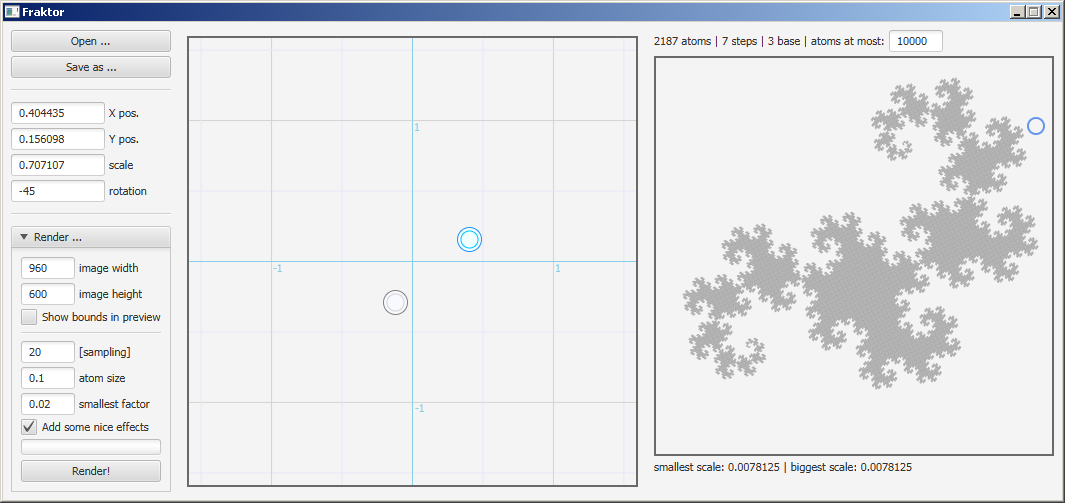 Fraktor
Open ...
Save as ...
0.404435 X pos.
0.156098 Y pos.
0.707107 scale
-45 rotation
Render ...
960 image width
600 image height
Show bounds in preview
20 [sampling]
0.1 atom size
0.02 smallest factor
Add some nice effects
Render!
1
-1
1
-1
2187 atoms | 7 steps | 3 base | atoms at most: 10000
smallest scale: 0.0078125 | biggest scale: 0.0078125